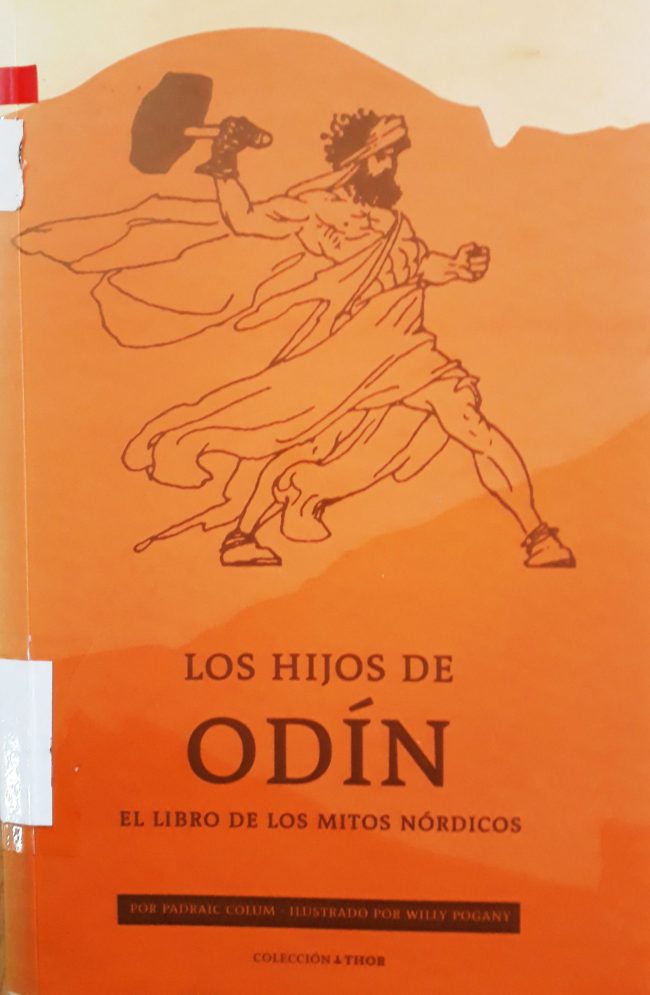 LOS HIJOS DE
ODÍN
EL LIBRO DE LOS MITOS NÓRDICOS
POR PADRAIC COLUM · ILUSTRADO POR WILLY POGANY
COLECCIÓN THOR